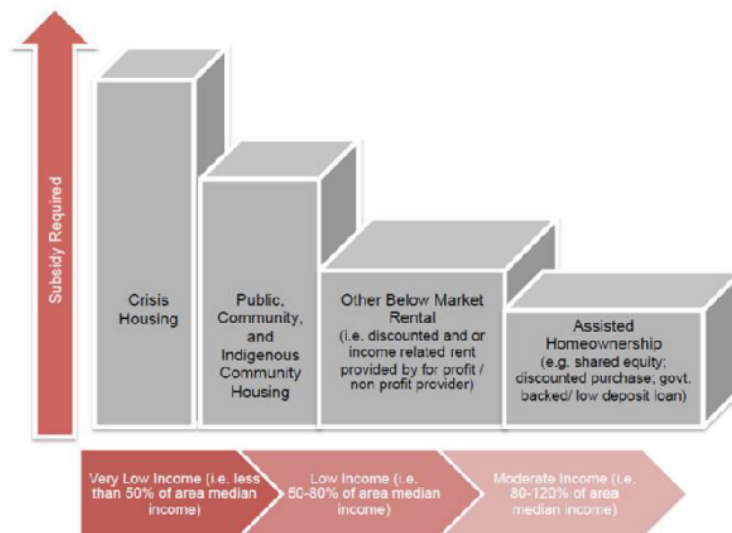 Subsidy Required
Crisis
Housing
Public,
Community,
and
Indigenous
Community
Housing
Other Below Market
Rental
(i.e. discounted and or
income related rent
provided by for profit /
non profit provider)
Assisted
Homeownership
(e.g. shared equity;
discounted purchase; govt.
backed/ low deposit loan)
Very Low Income (i.e. less
than 50% of area median
income)
Low Income (i.e.
50-80% of area median
income)
Moderate Income (i.e.
80-120% of area
median income)